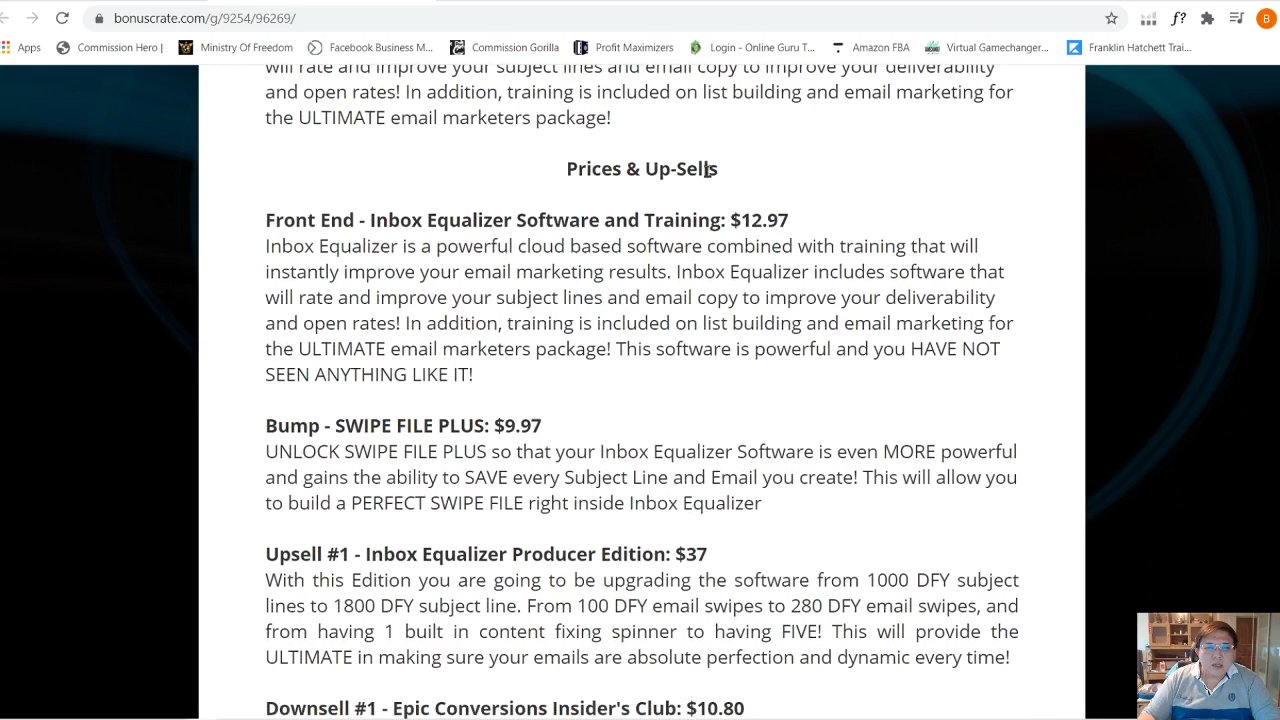 bonuscrate.com/g/9254/96269/
f?
B
Apps
Commission Hero |
Ministry Of Freedom
Facebook Business M...
Commission Gorilla
Profit Maximizers
Login - Online Guru T...
Amazon FBA
Virtual Gamechanger...
Franklin Hatchett Trai...
will rate and improve your subject lines and email copy to improve your deliverability
and open rates! In addition, training is included on list building and email marketing for
the ULTIMATE email marketers package!
Prices & Up-Sells
Front End - Inbox Equalizer Software and Training: $12.97
Inbox Equalizer is a powerful cloud based software combined with training that will
instantly improve your email marketing results. Inbox Equalizer includes software that
will rate and improve your subject lines and email copy to improve your deliverability
and open rates! In addition, training is included on list building and email marketing for
the ULTIMATE email marketers package! This software is powerful and you HAVE NOT
SEEN ANYTHING LIKE IT!
Bump - SWIPE FILE PLUS: $9.97
UNLOCK SWIPE FILE PLUS so that your Inbox Equalizer Software is even MORE powerful
and gains the ability to SAVE every Subject Line and Email you create! This will allow you
to build a PERFECT SWIPE FILE right inside Inbox Equalizer
Upsell #1 - Inbox Equalizer Producer Edition: $37
With this Edition you are going to be upgrading the software from 1000 DFY subject
lines to 1800 DFY subject line. From 100 DFY email swipes to 280 DFY email swipes, and
from having 1 built in content fixing spinner to having FIVE! This will provide the
ULTIMATE in making sure your emails are absolute perfection and dynamic every time!
Downsell #1 - Epic Conversions Insider's Club: $10.80